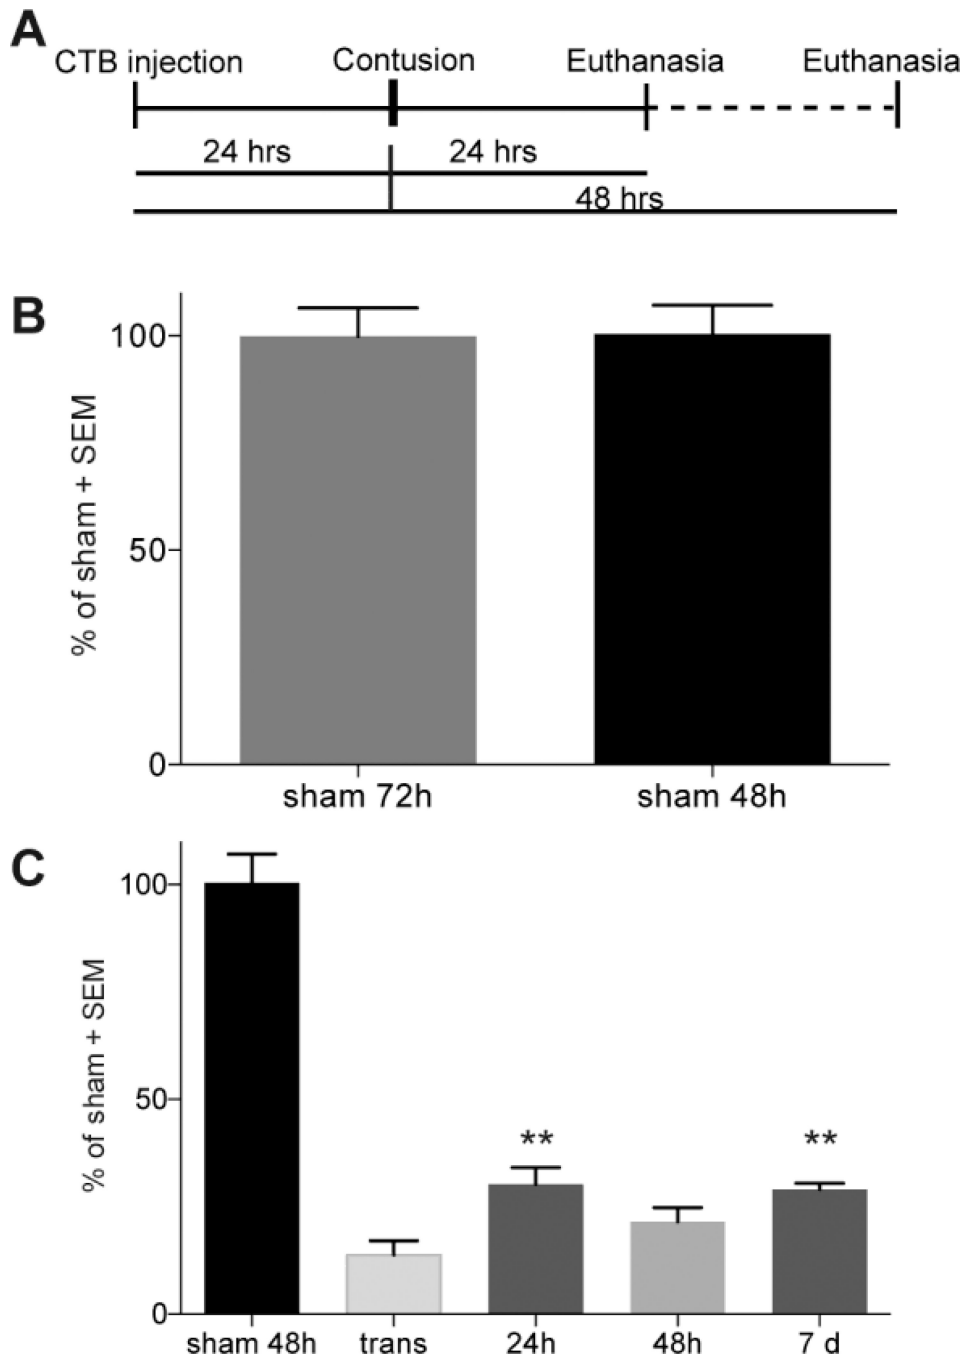 A
CTB injection Contusion Euthanasia Euthanasia
24 hrs 24 hrs
48 hrs
B
100
50
0
% of sham + SEM
sham 72h sham 48h
C
100
50
0
% of sham + SEM
** **
sham 48h trans 24h 48h 7 d